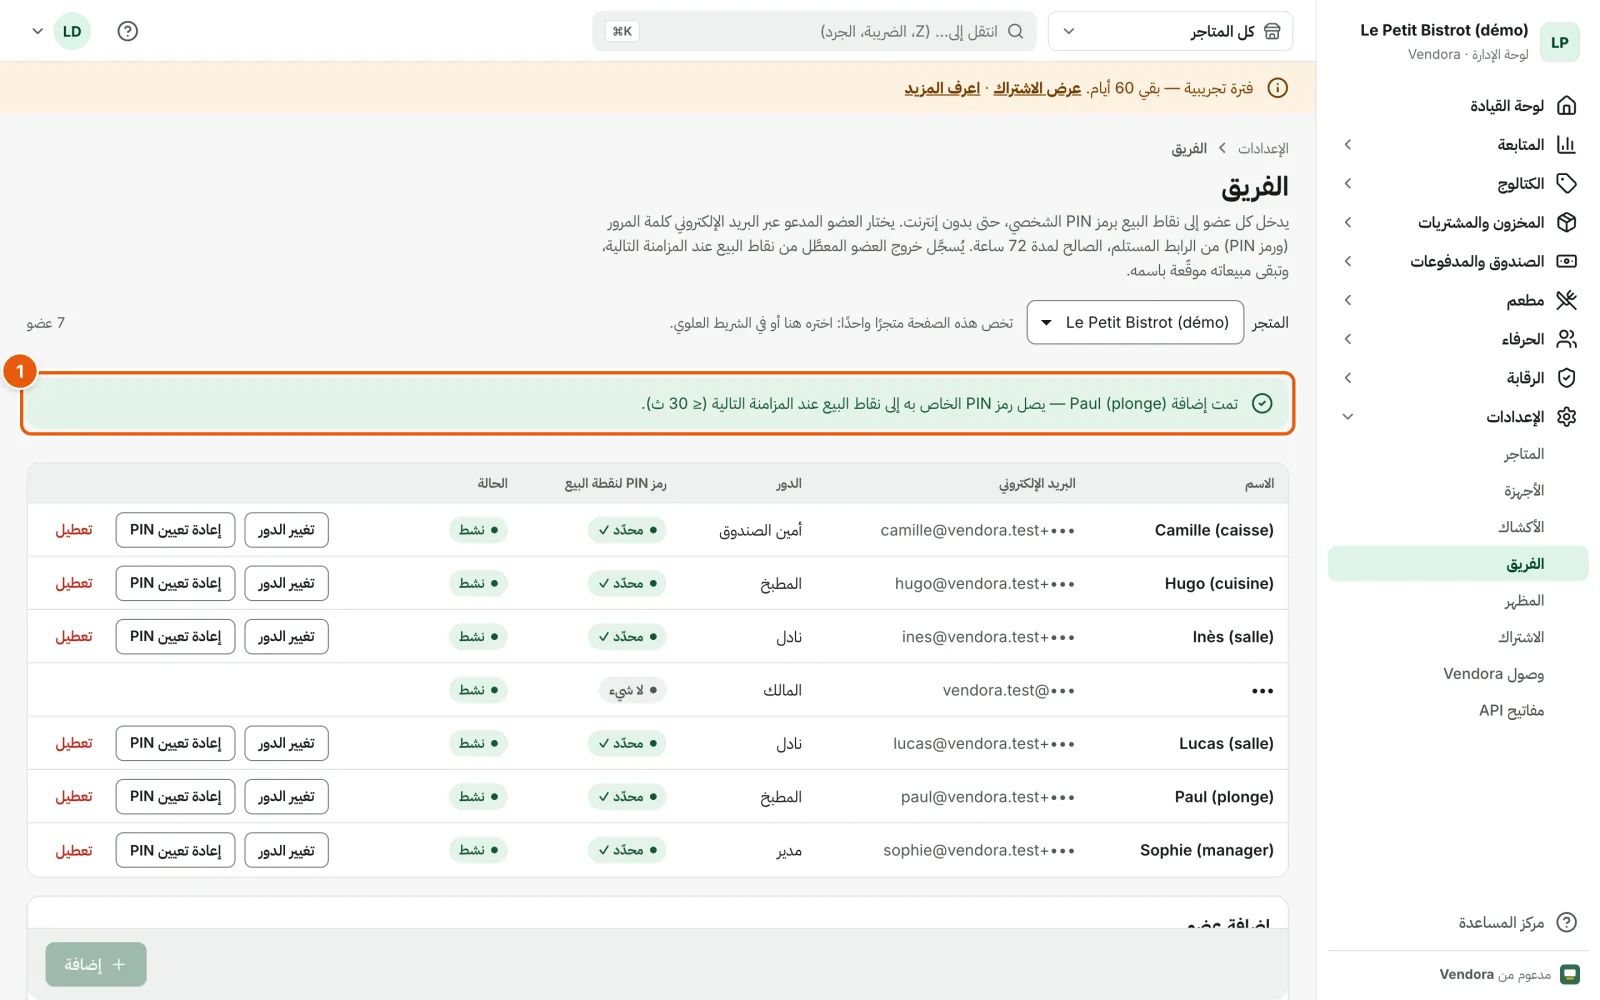 Le Petit Bistrot (démo)
لوحة الإدارة · Vendora
LP
كل المتاجر
انتقل إلى... (Z، الضريبة، الجرد)
⌘K
LD
فترة تجريبية — بقي 60 أيام. عرض الاشتراك · اعرف المزيد
لوحة القيادة
المتابعة
الكتالوج
المخزون والمشتريات
الصندوق والمدفوعات
مطعم
الحرفاء
الرقابة
الإعدادات
المتاجر
الأجهزة
الأكشاك
الفريق
المظهر
الاشتراك
وصول Vendora
مفاتيح API
مركز المساعدة
مدعوم من Vendora
الإعدادات
الفريق
الفريق
يدخل كل عضو إلى نقاط البيع برمز PIN الشخصي، حتى بدون إنترنت. يختار العضو المدعو عبر البريد الإلكتروني كلمة المرور
(ورمز PIN) من الرابط المستلم، الصالح لمدة 72 ساعة. يُسجَّل خروج العضو المعطَّل من نقاط البيع عند المزامنة التالية،
وتبقى مبيعاته موقّعة باسمه.
المتجر
Le Petit Bistrot (démo)
تخص هذه الصفحة متجرًا واحدًا: اختره هنا أو في الشريط العلوي.
7 عضو
1
تمت إضافة Paul (plonge) — يصل رمز PIN الخاص به إلى نقاط البيع عند المزامنة التالية (≤ 30 ث).
الاسم البريد الإلكتروني الدور رمز PIN لنقطة البيع الحالة
Camille (caisse) camille@vendora.test+••• أمين الصندوق محدّد ✓ نشط تغيير الدور إعادة تعيين PIN تعطيل
Hugo (cuisine) hugo@vendora.test+••• المطبخ محدّد ✓ نشط تغيير الدور إعادة تعيين PIN تعطيل
Inès (salle) ines@vendora.test+••• نادل محدّد ✓ نشط تغيير الدور إعادة تعيين PIN تعطيل
••• vendora.test@••• المالك لا شيء نشط
Lucas (salle) lucas@vendora.test+••• نادل محدّد ✓ نشط تغيير الدور إعادة تعيين PIN تعطيل
Paul (plonge) paul@vendora.test+••• المطبخ محدّد ✓ نشط تغيير الدور إعادة تعيين PIN تعطيل
Sophie (manager) sophie@vendora.test+••• مدير محدّد ✓ نشط تغيير الدور إعادة تعيين PIN تعطيل
إضافة عضو
+ إضافة